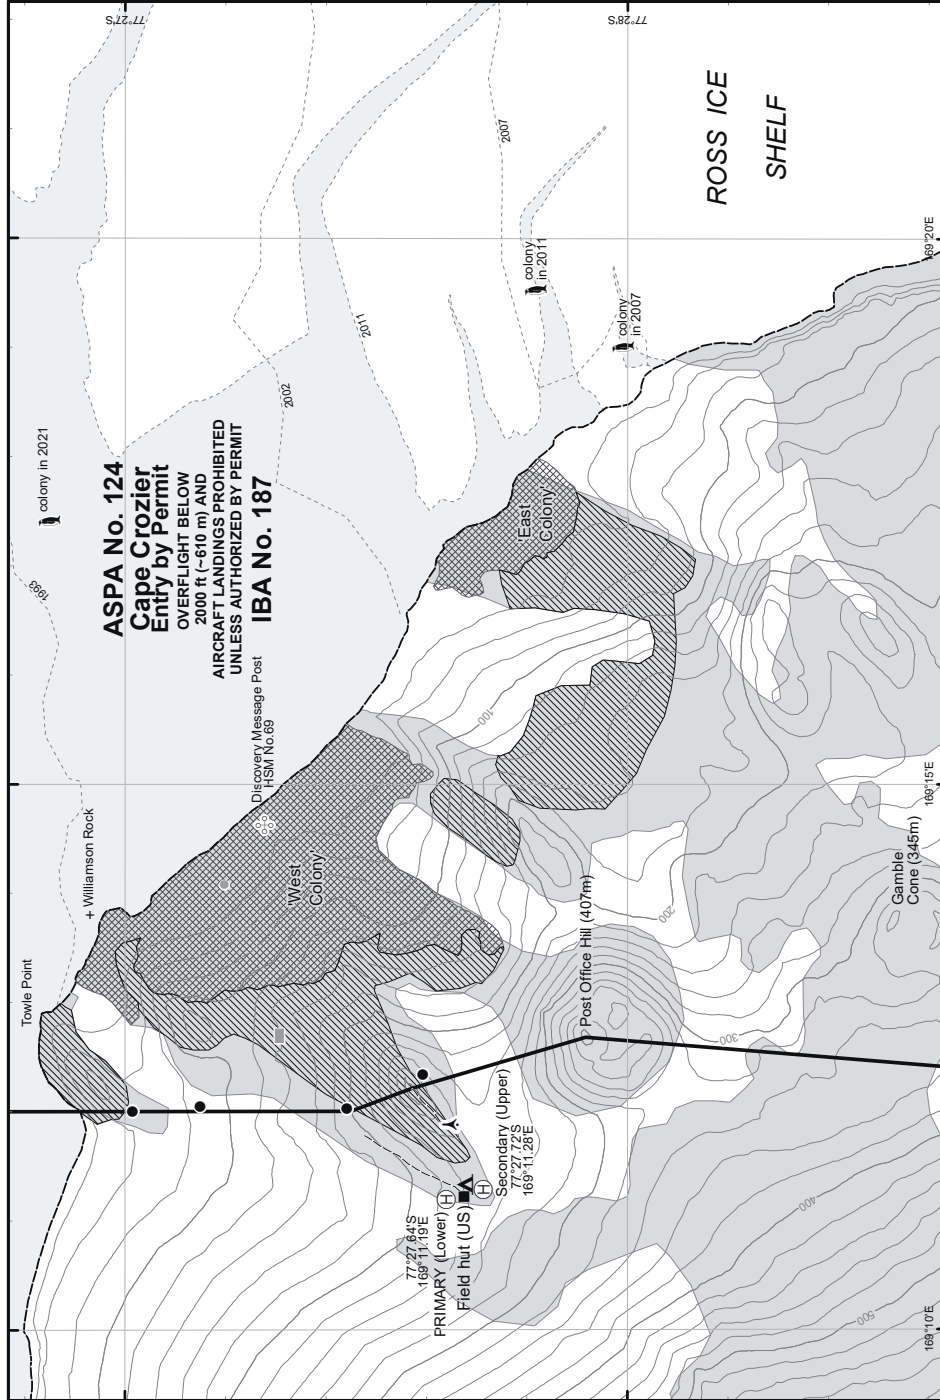 77°27'S
77°28'S
ROSS ICE
SHELF
169°20'E
2007
colony
in 2011
colony
in 2007
2011
2002
colony in 2021
1993
ASPA No. 124
Cape Crozier
Entry by Permit
OVERFLIGHT BELOW
2000 ft (~610 m) AND
AIRCRAFT LANDINGS PROHIBITED
UNLESS AUTHORIZED BY PERMIT
IBA No. 187
'East
Colony'
Discovery Message Post
HSM No.69
100
169°15'E
Williamson Rock
'West
Colony'
Gamble
Cone (345m)
200
Towle Point
Post Office Hill (407m)
300
Secondary (Upper)
77°27.72'S
169°11.28'E
H
H
77°27.64'S
169°11.19'E
PRIMARY (Lower)
Field hut (US)
400
500
169°10'E